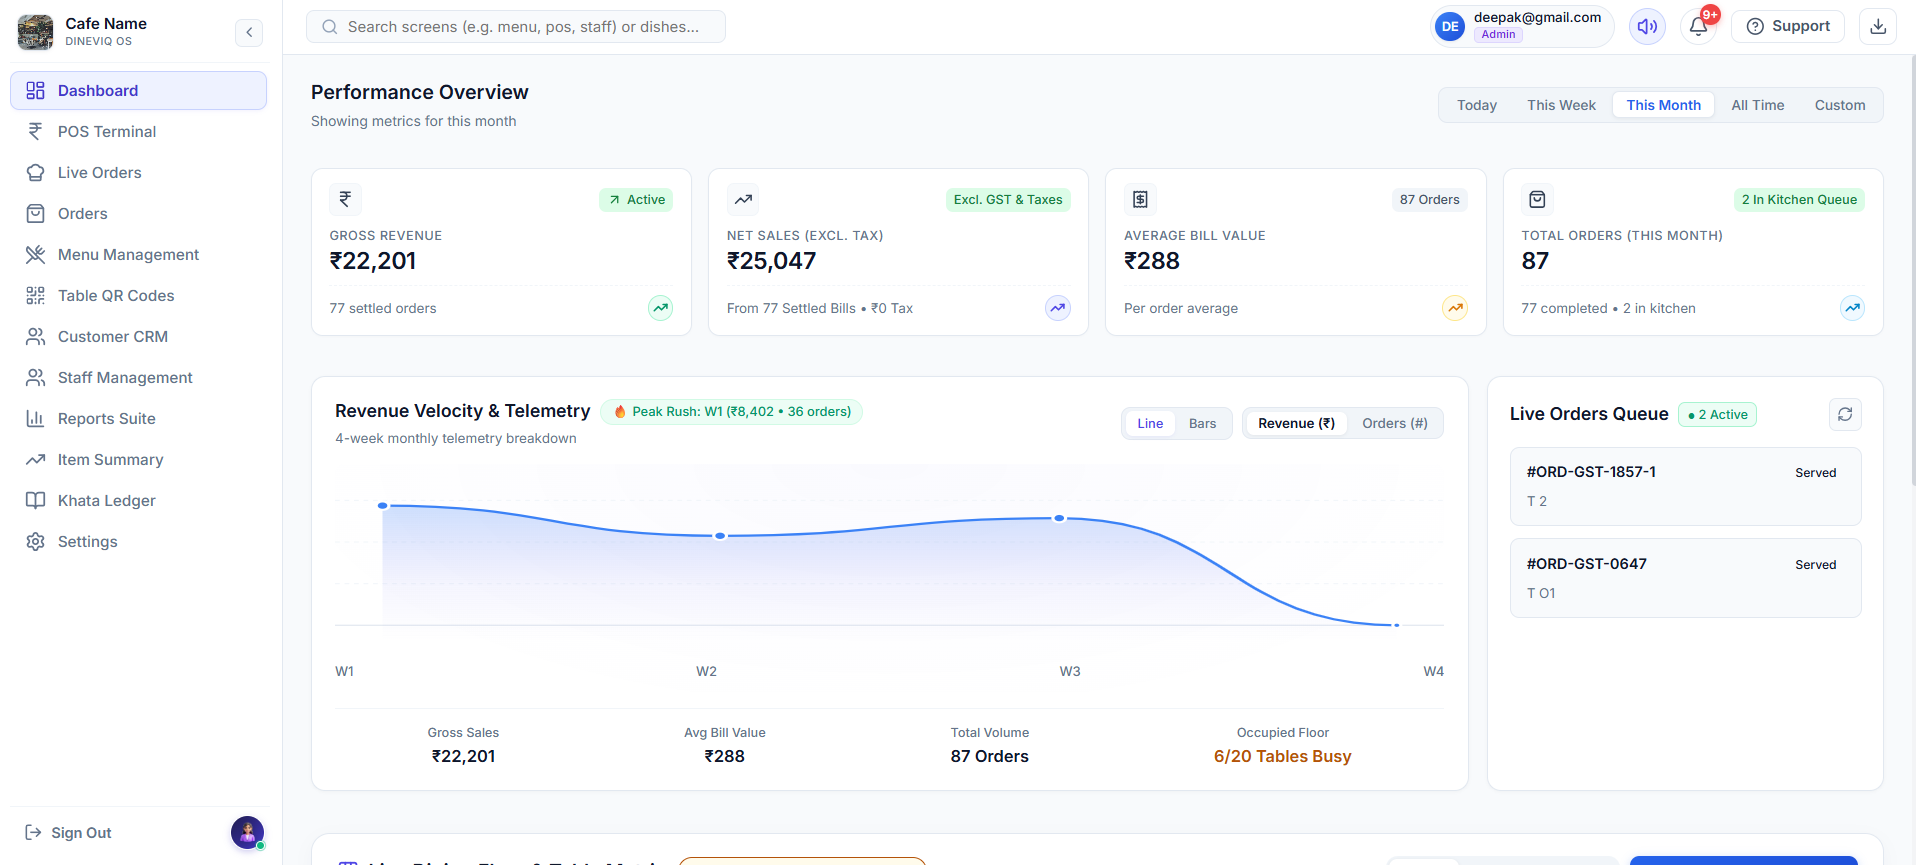 Cafe Name
DINEVIQ OS
Dashboard
POS Terminal
Live Orders
Orders
Menu Management
Table QR Codes
Customer CRM
Staff Management
Reports Suite
Item Summary
Khata Ledger
Settings
Sign Out
Search screens (e.g. menu, pos, staff) or dishes...
DE
deepak@gmail.com
Admin
9+
Support
Performance Overview
Showing metrics for this month
Today This Week This Month All Time Custom
Active
GROSS REVENUE
₹22,201
77 settled orders
Excl. GST & Taxes
NET SALES (EXCL. TAX)
₹25,047
From 77 Settled Bills • ₹0 Tax
87 Orders
AVERAGE BILL VALUE
₹288
Per order average
2 In Kitchen Queue
TOTAL ORDERS (THIS MONTH)
87
77 completed • 2 in kitchen
Revenue Velocity & Telemetry
🔥 Peak Rush: W1 (₹8,402 • 36 orders)
4-week monthly telemetry breakdown
Line Bars
Revenue (₹) Orders (#)
W1 W2 W3 W4
Gross Sales
₹22,201
Avg Bill Value
₹288
Total Volume
87 Orders
Occupied Floor
6/20 Tables Busy
Live Orders Queue
● 2 Active
#ORD-GST-1857-1 Served
T 2
#ORD-GST-0647 Served
T O1